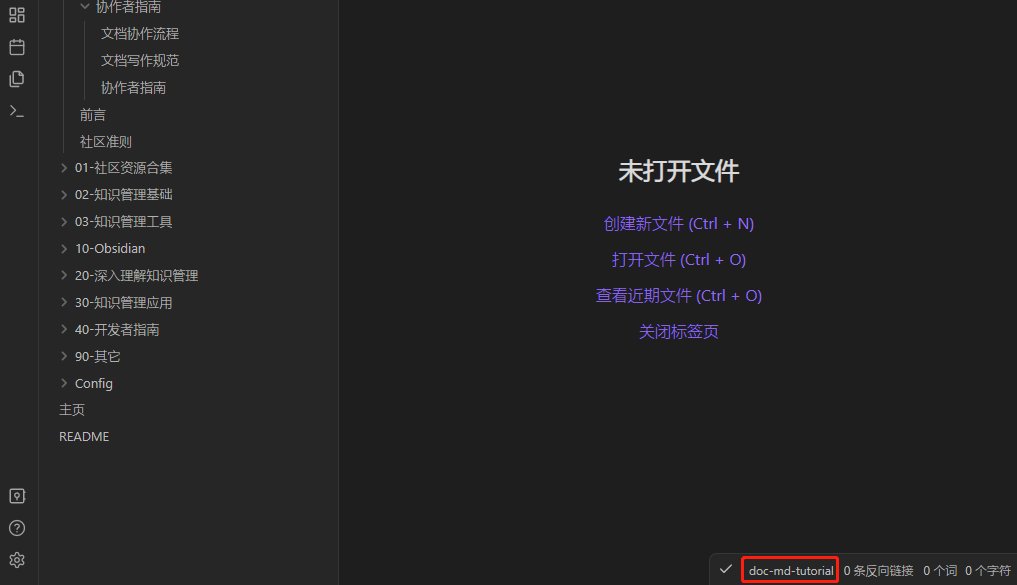 协作者指南
文档协作流程
文档写作规范
协作者指南
前言
社区准则
01-社区资源合集
02-知识管理基础
03-知识管理工具
10-Obsidian
20-深入理解知识管理
30-知识管理应用
40-开发者指南
90-其它
Config
主页
README
未打开文件
创建新文件 (Ctrl + N)
打开文件 (Ctrl + O)
查看近期文件 (Ctrl + O)
关闭标签页
doc-md-tutorial 0 条反向链接 0 个词 0 个字符